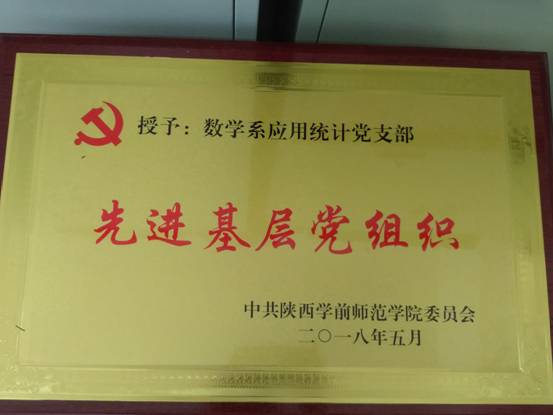 授予：数学系应用统计党支部
先进基层党组织
中共陕西学前师范学院委员会
二〇一八年五月